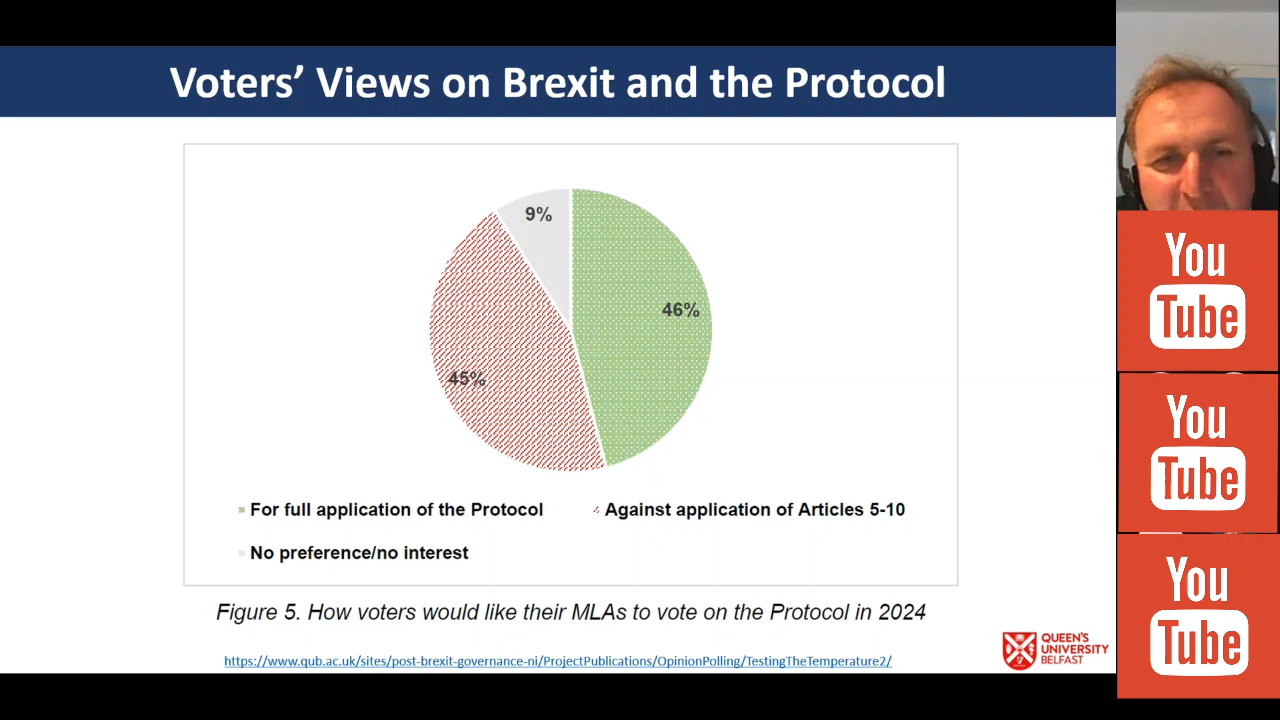 Voters’ Views on Brexit and the Protocol
9%
46%
45%
For full application of the Protocol
Against application of Articles 5-10
No preference/no interest
Figure 5. How voters would like their MLAs to vote on the Protocol in 2024
https://www.qub.ac.uk/sites/post-brexit-governance-ni/ProjectPublications/OpinionPolling/TestingTheTemperature2/
QUEEN'S
UNIVERSITY
BELFAST
You
Tube
You
Tube
You
Tube